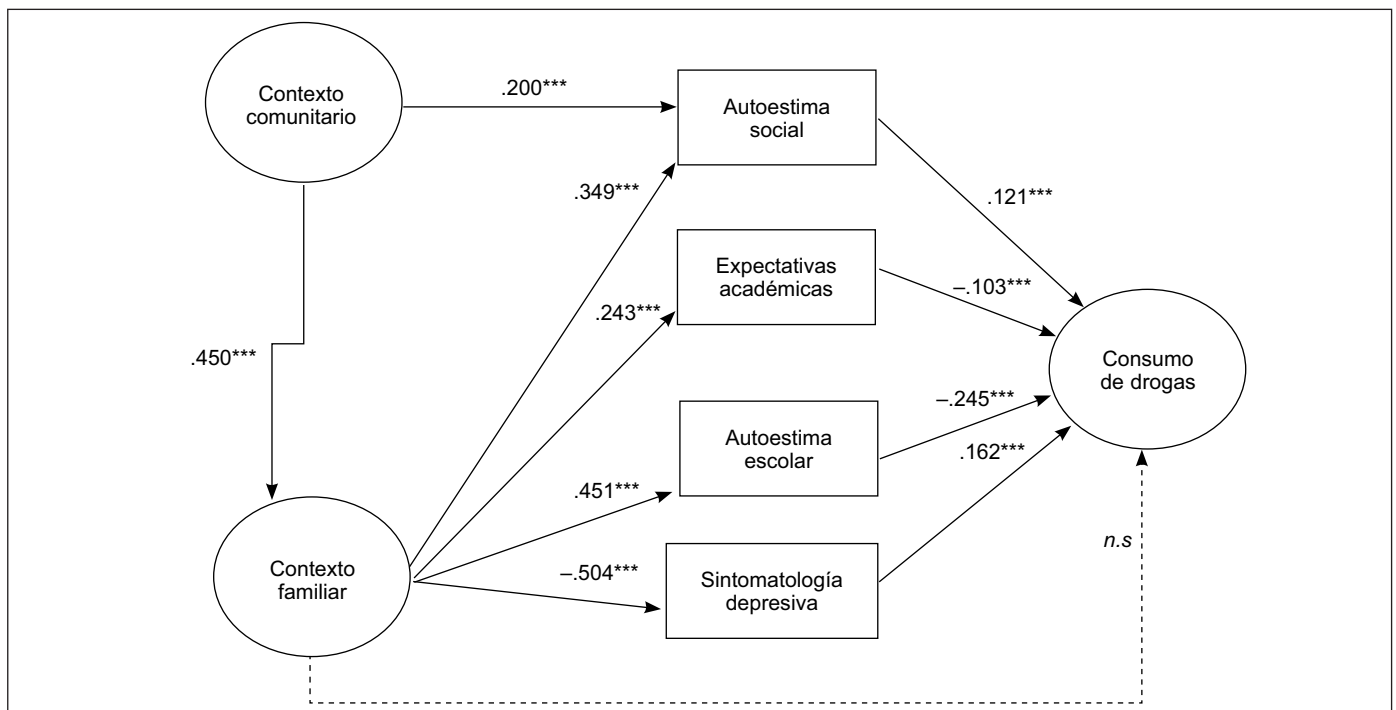 Contexto
comunitario
.200***
Autoestima
social
.349***
.121***
Expectativas
académicas
.243***
–.103***
.450***
Consumo
de drogas
Autoestima
escolar
–.245***
.451***
.162***
Contexto
familiar
–.504***
Sintomatología
depresiva
n.s